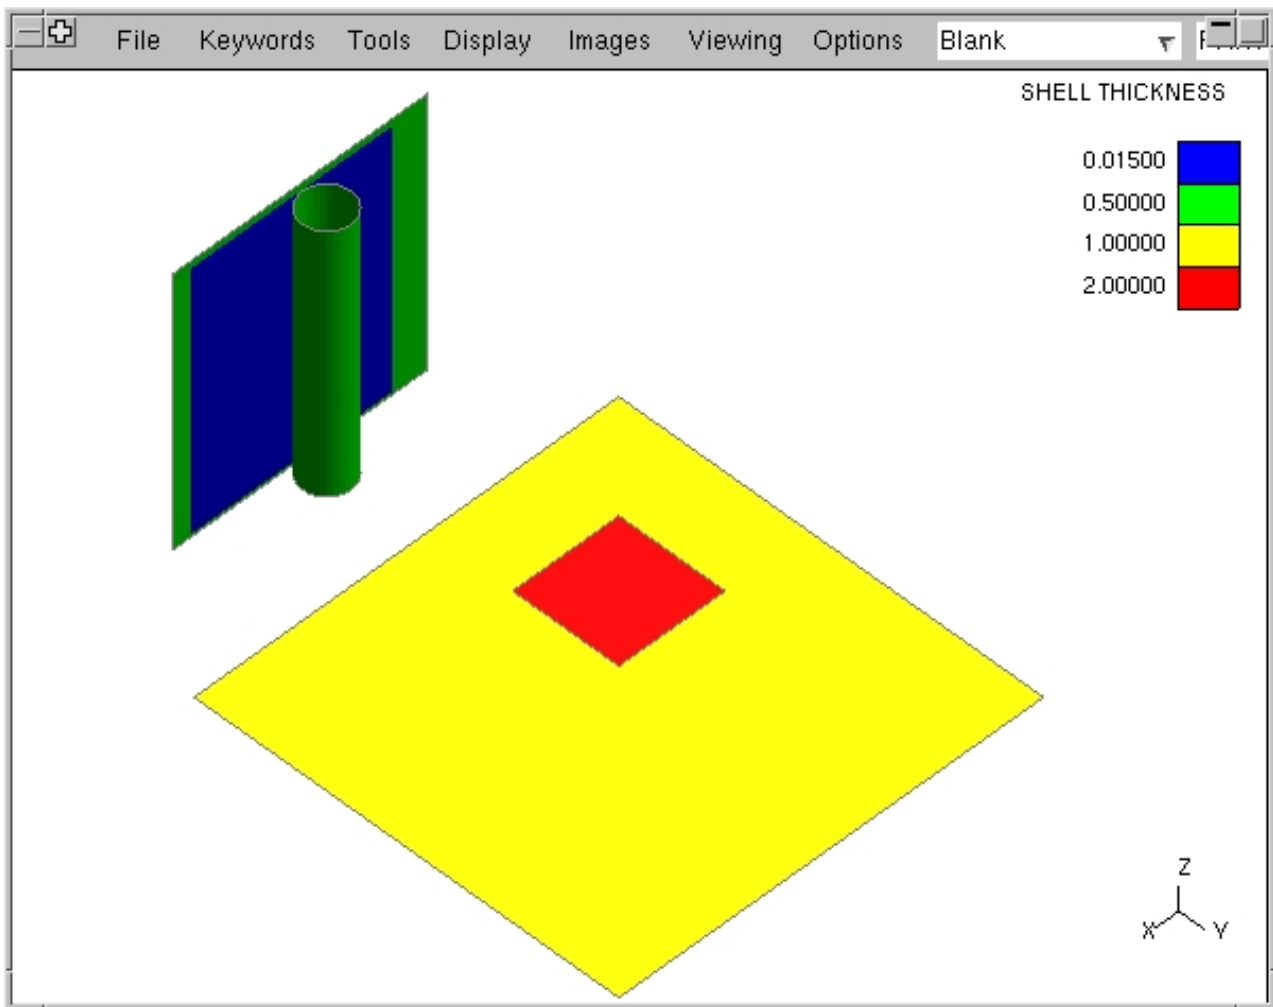 File Keywords Tools Display Images Viewing Options Blank
SHELL THICKNESS
0.01500
0.50000
1.00000
2.00000
Z
X Y